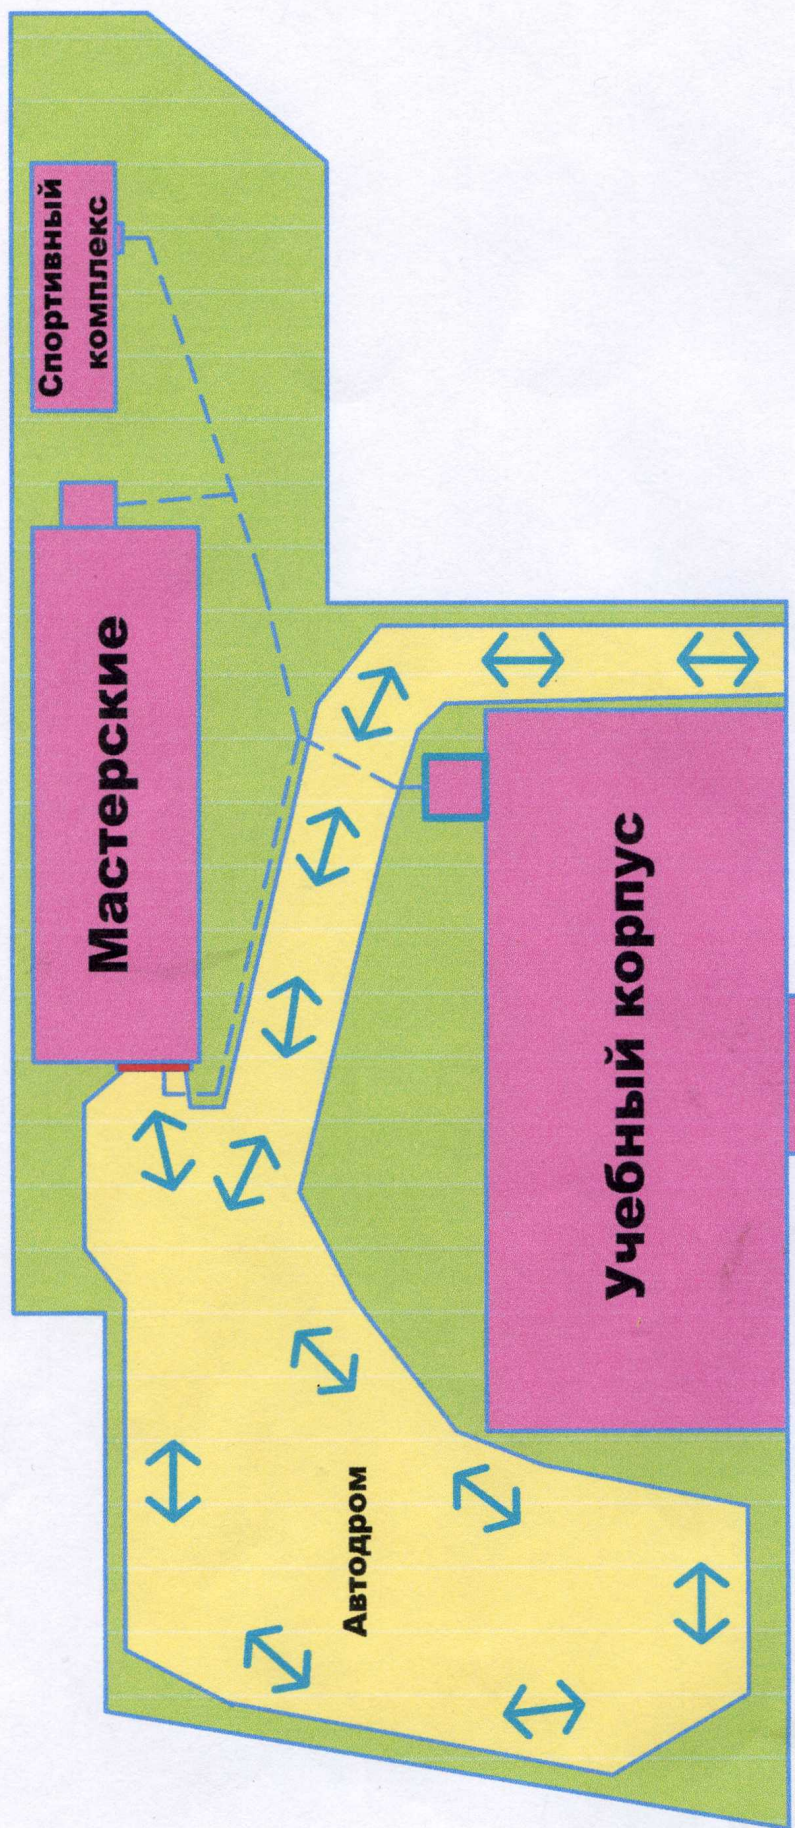 Спортивный
комплекс
Мастерские
Учебный корпус
Автодром